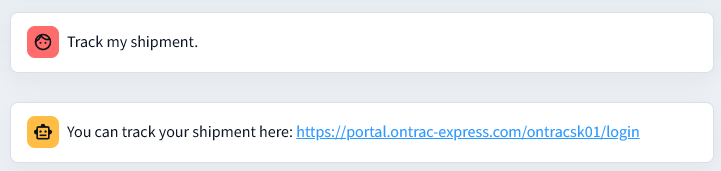 Track my shipment.
You can track your shipment here: https://portal.ontrac-express.com/ontracsk01/login